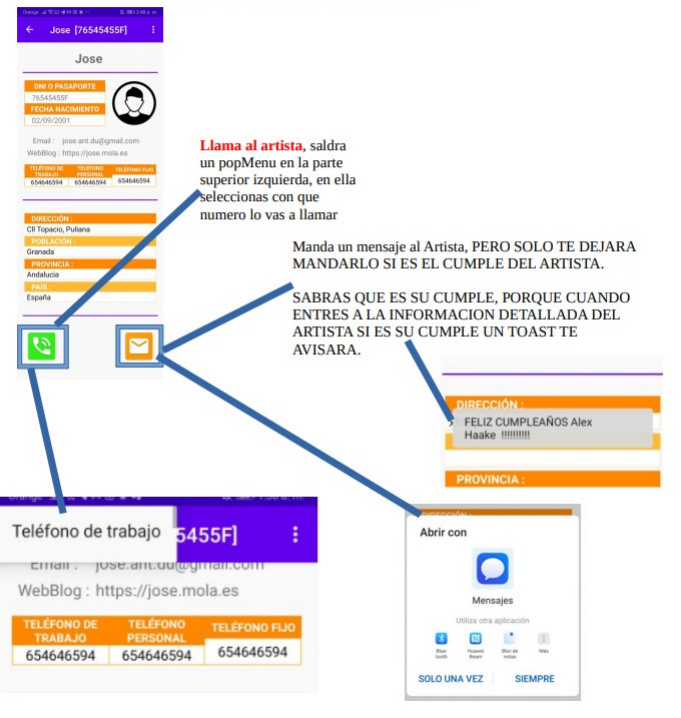 Orange
Jose [76545455F]
Jose
DNI O PASAPORTE
76545455F
FECHA NACIMIENTO
02/09/2001
Email : jose.ant.du@gmail.com
WebBlog : https://jose.mola.es
TELÉFONO DE TRABAJO TELÉFONO PERSONAL TELÉFONO FIJO
654646594 654646594 654646594
DIRECCIÓN :
Cll Topacio, Puliana
POBLACIÓN :
Granada
PROVINCIA :
Andalucia
PAÍS :
España
Llama al artista, saldra
un popMenu en la parte
superior izquierda, en ella
seleccionas con que
numero lo vas a llamar
Manda un mensaje al Artista, PERO SOLO TE DEJARA
MANDARLO SI ES EL CUMPLE DEL ARTISTA.
SABRAS QUE ES SU CUMPLE, PORQUE CUANDO
ENTRES A LA INFORMACION DETALLADA DEL
ARTISTA SI ES SU CUMPLE UN TOAST TE
AVISARA.
DIRECCIÓN :
FELIZ CUMPLEAÑOS Alex
Haake !!!!!!!!!!
PROVINCIA :
Teléfono de trabajo 5455F]
Email : jose.ant.du@gmail.com
WebBlog : https://jose.mola.es
TELÉFONO DE TELÉFONO TELÉFONO FIJO
TRABAJO PERSONAL
654646594 654646594 654646594
Abrir con
Mensajes
Utiliza otra aplicación
Blue- Huawei Bloc de Más
tooth Beam notas
SOLO UNA VEZ SIEMPRE